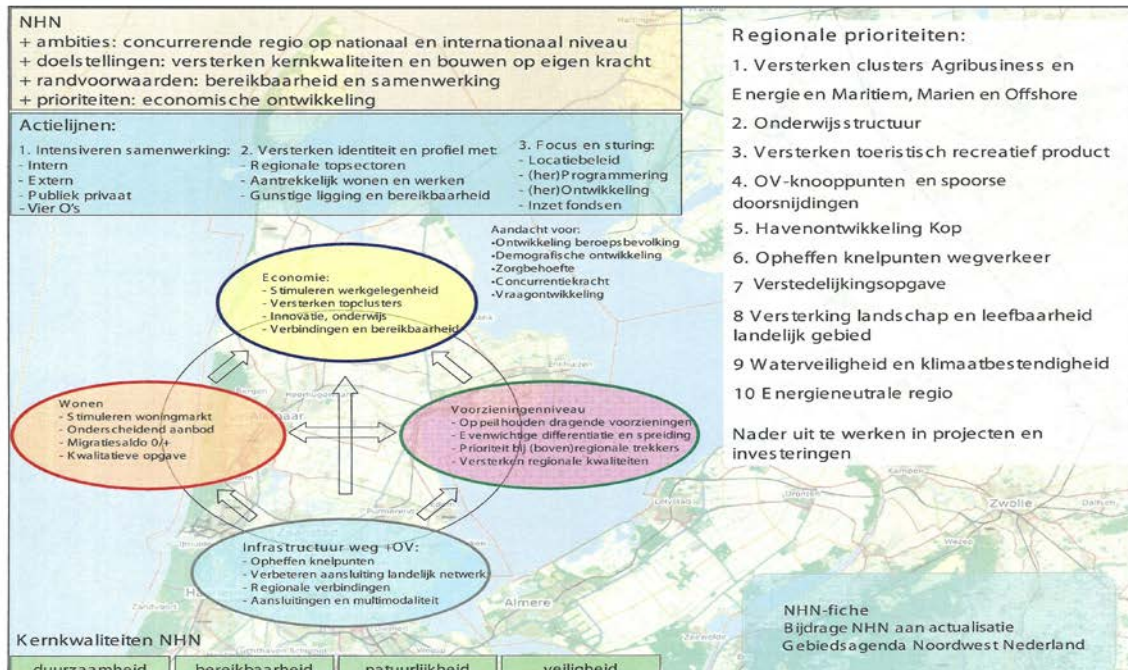 NHN
+ ambities: concurrerende regio op nationaal en internationaal niveau
+ doelstellingen: versterken kernkwaliteiten en bouwen op eigen kracht
+ randvoorwaarden: bereikbaarheid en samenwerking
+ prioriteiten: economische ontwikkeling
Actielijnen:
1. Intensiveren samenwerking:
- Intern
- Extern
- Publiek privaat
- Vier O's
2. Versterken identiteit en profiel met:
- Regionale topsectoren
- Aantrekkelijk wonen en werken
- Gunstige ligging en bereikbaarheid
3. Focus en sturing:
- Locatiebeleid
- (her)Programmering
- (her)Ontwikkeling
- Inzet fondsen
Aandacht voor:
•Ontwikkeling beroepsbevolking
•Demografische ontwikkeling
•Zorgbehoefte
•Concurrentiekracht
•Vraagontwikkeling
Economie:
- Stimuleren werkgelegenheid
- Versterken topclusters
- Innovatie, onderwijs
- Verbindingen en bereikbaarheid
Wonen
- Stimuleren woningmarkt
- Onderscheidend aanbod
- Migratiesaldo 0/+
- Kwalitatieve opgave
Voorzieningenniveau
- Op peil houden dragende voorzieningen
- Evenwichtige differentiatie en spreiding
- Prioriteit bij (boven)regionale trekkers
- Versterken regionale kwaliteiten
Infrastructuur weg +OV:
- Opheffen knelpunten
- Verbeteren aansluiting landelijk netwerk
- Regionale verbindingen
- Aansluitingen en multimodaliteit
Kernkwaliteiten NHN
duurzaamheid
bereikbaarheid
natuurlijkheid
veiligheid
Regionale prioriteiten:
1. Versterken clusters Agribusiness en
Energie en Maritiem, Marien en Offshore
2. Onderwijsstructuur
3. Versterken toeristisch recreatief product
4. OV-knooppunten en spoorse
doorsnijdingen
5. Havenontwikkeling Kop
6. Opheffen knelpunten wegverkeer
7 Verstedelijkingsopgave
8 Versterking landschap en leefbaarheid
landelijk gebied
9 Waterveiligheid en klimaatbestendigheid
10 Energieneutrale regio
Nader uit te werken in projecten en
investeringen
NHN-fiche
Bijdrage NHN aan actualisatie
Gebiedsagenda Noordwest Nederland
Enkhuizen
Lelystad
Dronten
Kampen
Zwolle
Dalfsen
Wezep
Almere
Zeewolde
Zandvoort
Purmerend